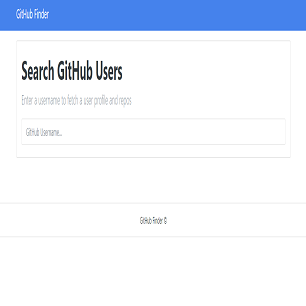 GitHub Finder
Search GitHub Users
Enter a username to fetch a user profile and repos
GitHub Username...
GitHub Finder ©